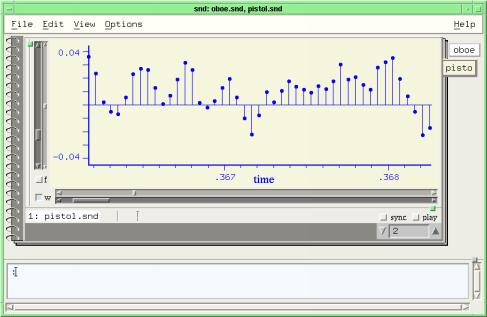 snd: oboe.snd, pistol.snd
File Edit View Options Help
oboe
pisto
0.04
-0.04
.367 .368
time
f
w
1: pistol.snd
sync play
2